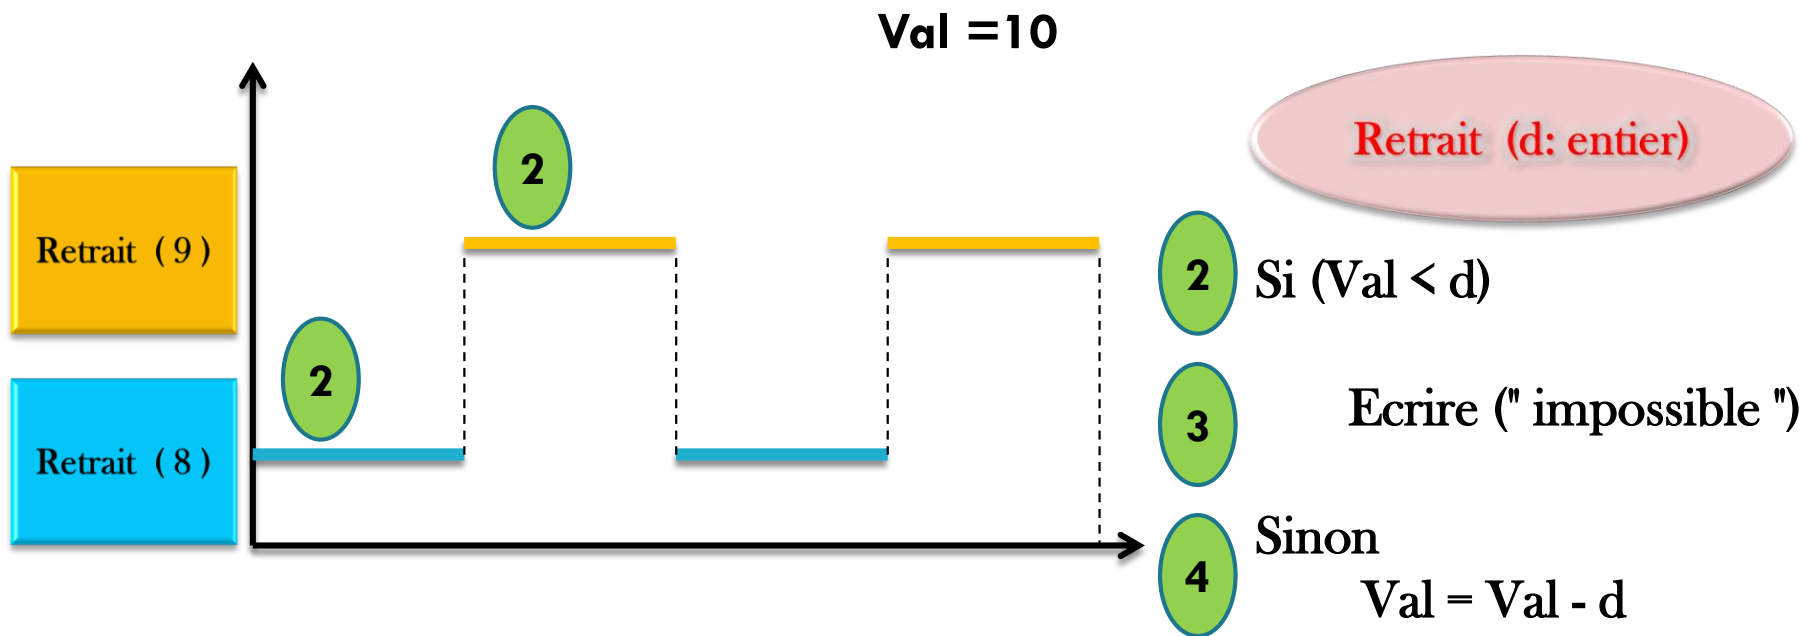 Val =10
Retrait (d: entier)
2
Retrait ( 9 )
2 Si (Val < d)
2
3 Ecrire (" impossible ")
Retrait ( 8 )
4 Sinon
Val = Val - d